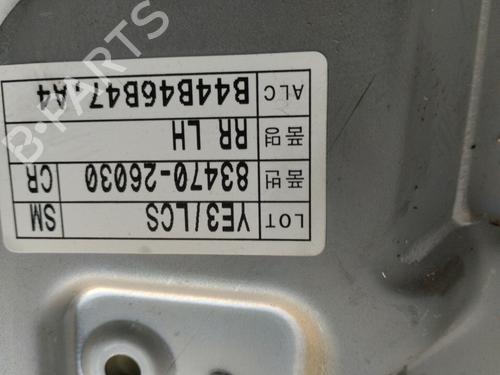 LOT YE3/LCS SM
품 번 83470-26030 CR
품 명 RR LH
ALC B44B46B47.A4
B-PARTS